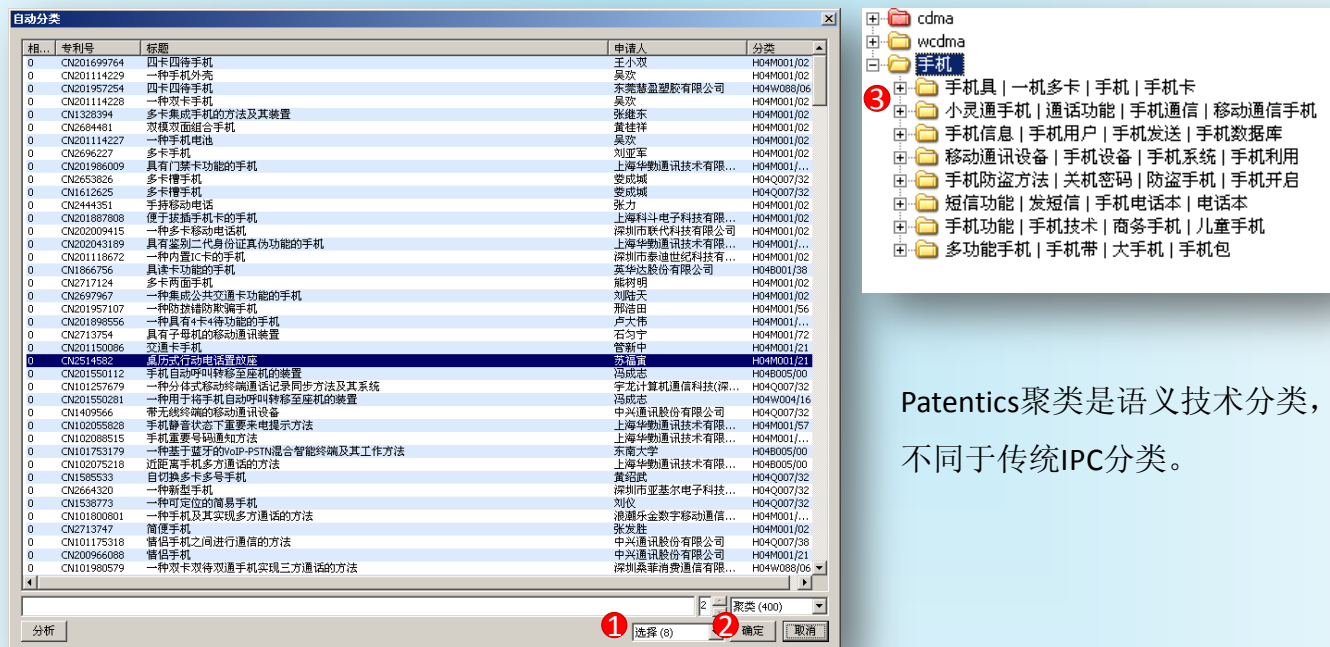 自动分类
相... 专利号 标题 申请人 分类
0 CN201699764 四卡四待手机 王小双 H04M001/02
0 CN201114229 一种手机外壳 吴欢 H04M001/02
0 CN201957254 四卡四待手机 东莞慧盈塑胶有限公司 H04W088/06
0 CN201114228 一种双卡手机 吴欢 H04M001/02
0 CN1328394 多卡集成手机的方法及其装置 张继东 H04M001/02
0 CN2684481 双模双面组合手机 黄桂祥 H04M001/02
0 CN201114227 一种手机电池 吴欢 H04M001/02
0 CN2696227 多卡手机 刘亚军 H04M001/02
0 CN201986009 具有门禁卡功能的手机 上海华勤通讯技术有限... H04M001/...
0 CN2653826 多卡槽手机 娄成城 H04Q007/32
0 CN1612625 多卡槽手机 娄成城 H04Q007/32
0 CN2444351 手持移动电话 张力 H04M001/02
0 CN201887808 便于拔插手机卡的手机 上海科斗电子科技有限... H04M001/02
0 CN202009415 一种多卡移动电话机 深圳市联代科技有限公司 H04M001/02
0 CN202043189 具有鉴别二代身份证真伪功能的手机 上海华勤通讯技术有限... H04M001/...
0 CN201118672 一种内置IC卡的手机 深圳市泰迪世纪科技有... H04M001/02
0 CN1866756 具读卡功能的手机 英华达股份有限公司 H04B001/38
0 CN2717124 多卡两面手机 能树明 H04M001/02
0 CN2697967 一种集成公共交通卡功能的手机 刘陆天 H04M001/02
0 CN201957107 一种防拨错防欺骗手机 邢浩田 H04M001/56
0 CN201898556 一种具有4卡4待功能的手机 卢大伟 H04M001/...
0 CN2713754 具有子母机的移动通讯装置 石匀宁 H04M001/72
0 CN201150086 交通卡手机 管新中 H04M001/21
0 CN2514582 桌历式行动电话置放座 苏福寅 H04M001/21
0 CN201550112 手机自动呼叫转移至座机的装置 冯成志 H04B005/00
0 CN101257679 一种分体式移动终端通话记录同步方法及其系统 宇龙计算机通信科技(深... H04Q007/32
0 CN201550281 一种用于将手机自动呼叫转移至座机的装置 冯成志 H04W004/16
0 CN1409566 带无线终端的移动通讯设备 中兴通讯股份有限公司 H04Q007/32
0 CN102055828 手机静音状态下重要来电提示方法 上海华勤通讯技术有限... H04M001/57
0 CN102088515 手机重要号码通知方法 上海华勤通讯技术有限... H04M001/...
0 CN101753179 一种基于蓝牙的VoIP-PSTN混合智能终端及其工作方法 东南大学 H04B005/00
0 CN102075218 近距离手机多方通话的方法 上海华勤通讯技术有限... H04B005/00
0 CN1585533 自切换多卡多号手机 黄绍武 H04Q007/32
0 CN2664320 一种新型手机 深圳市亚基尔电子科技... H04Q007/32
0 CN1538773 一种可定位的简易手机 刘仪 H04Q007/32
0 CN101800801 一种手机及其实现多方通话的方法 浪潮乐金数字移动通信... H04M001/...
0 CN2713747 简便手机 张发胜 H04M001/02
0 CN101175318 情侣手机之间进行通信的方法 中兴通讯股份有限公司 H04Q007/38
0 CN200966088 情侣手机 中兴通讯股份有限公司 H04M001/21
0 CN101980579 一种双卡双待双通手机实现三方通话的方法 深圳桑菲消费通信有限... H04W088/06
2 聚类 (400)
分析 1 选择 (8) 2 确定 取消
cdma
wcdma
手机
3 手机具 | 一机多卡 | 手机 | 手机卡
小灵通手机 | 通话功能 | 手机通信 | 移动通信手机
手机信息 | 手机用户 | 手机发送 | 手机数据库
移动通讯设备 | 手机设备 | 手机系统 | 手机利用
手机防盗方法 | 关机密码 | 防盗手机 | 手机开启
短信功能 | 发短信 | 手机电话本 | 电话本
手机功能 | 手机技术 | 商务手机 | 儿童手机
多功能手机 | 手机带 | 大手机 | 手机包
Patentics聚类是语义技术分类，
不同于传统IPC分类。